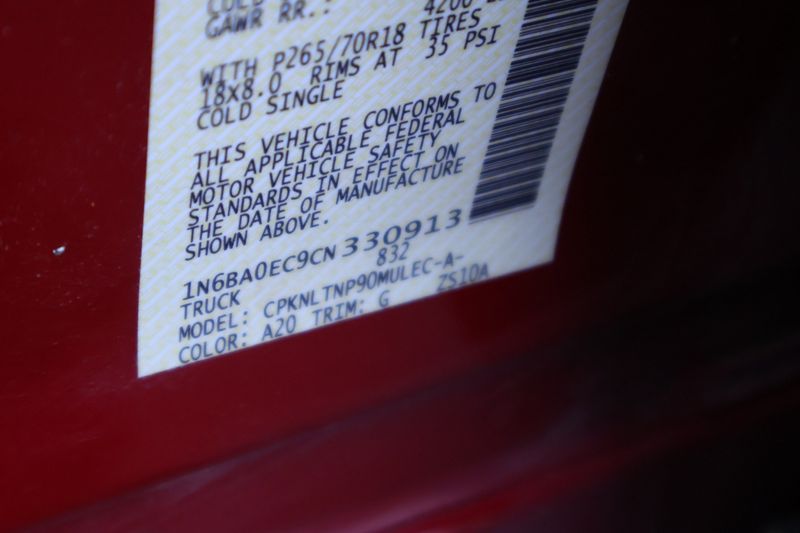 GAWR RR.:
WITH P265/70R18 TIRES
18X8.0 RIMS AT 35 PSI
COLD SINGLE
THIS VEHICLE CONFORMS TO
ALL APPLICABLE FEDERAL
MOTOR VEHICLE SAFETY
STANDARDS IN EFFECT ON
THE DATE OF MANUFACTURE
SHOWN ABOVE.
1N6BA0EC9CN330913
TRUCK 832
MODEL: CPKNLTNP90MULEC-A-
COLOR: A20 TRIM: G ZS10A